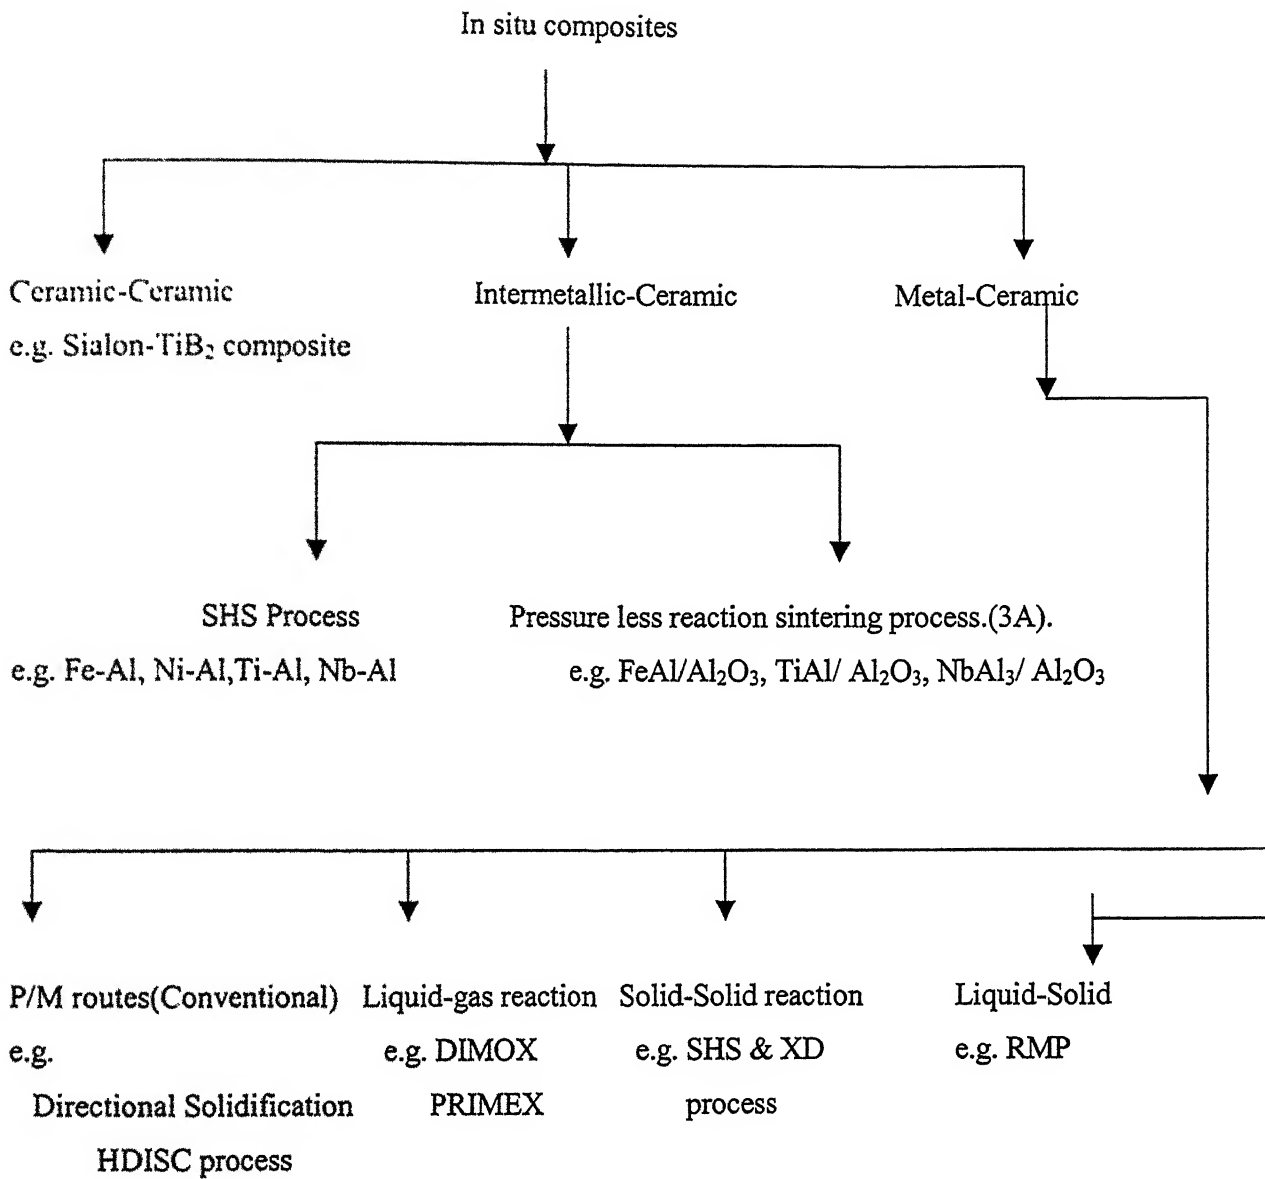 In situ composites
Ceramic-Ceramic
e.g. Sialon-TiB₂ composite
Intermetallic-Ceramic
Metal-Ceramic
SHS Process
e.g. Fe-Al, Ni-Al,Ti-Al, Nb-Al
Pressure less reaction sintering process.(3A).
e.g. FeAl/Al₂O₃, TiAl/ Al₂O₃, NbAl₃/ Al₂O₃
P/M routes(Conventional)
e.g.
Directional Solidification
HDISC process
Liquid-gas reaction
e.g. DIMOX
PRIMEX
Solid-Solid reaction
e.g. SHS & XD
process
Liquid-Solid
e.g. RMP